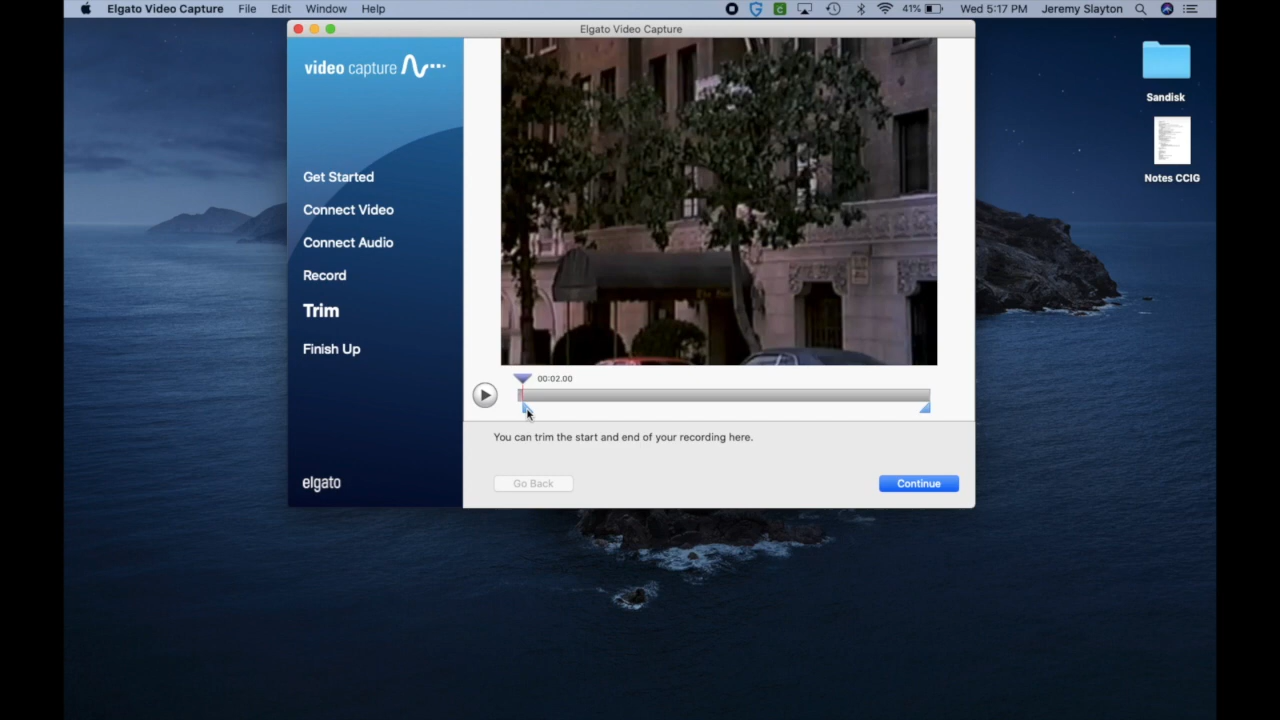 Elgato Video Capture File Edit Window Help 41% Wed 5:17 PM Jeremy Slayton
Elgato Video Capture
video capture
Sandisk
Notes CCIG
Get Started
Connect Video
Connect Audio
Record
Trim
Finish Up
00:02.00
You can trim the start and end of your recording here.
elgato
Go Back
Continue